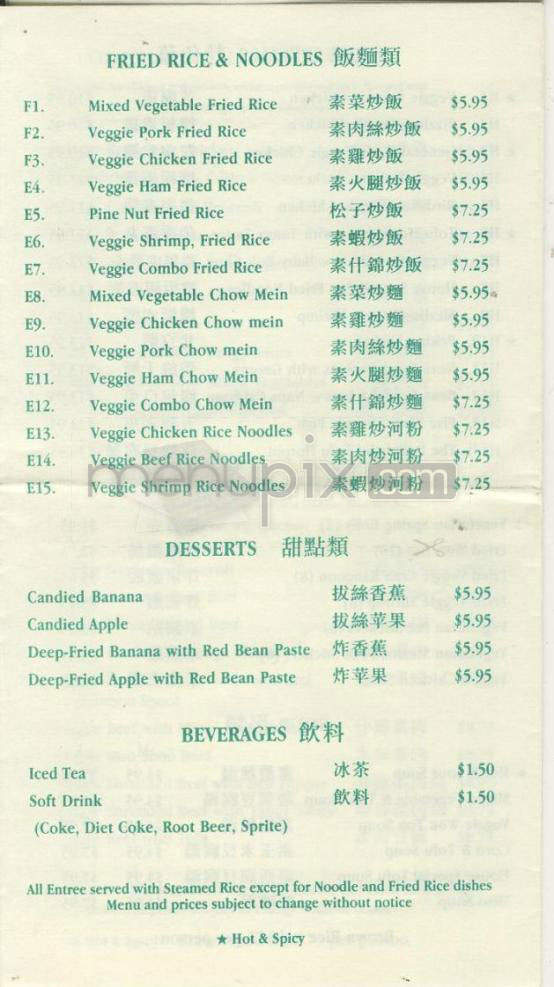 FRIED RICE & NOODLES 飯麵類
F1. Mixed Vegetable Fried Rice 素菜炒飯 $5.95
F2. Veggie Pork Fried Rice 素肉絲炒飯 $5.95
F3. Veggie Chicken Fried Rice 素雞炒飯 $5.95
E4. Veggie Ham Fried Rice 素火腿炒飯 $5.95
E5. Pine Nut Fried Rice 松子炒飯 $7.25
E6. Veggie Shrimp, Fried Rice 素蝦炒飯 $7.25
E7. Veggie Combo Fried Rice 素什錦炒飯 $7.25
E8. Mixed Vegetable Chow Mein 素菜炒麵 $5.95
E9. Veggie Chicken Chow mein 素雞炒麵 $5.95
E10. Veggie Pork Chow mein 素肉絲炒麵 $5.95
E11. Veggie Ham Chow Mein 素火腿炒麵 $5.95
E12. Veggie Combo Chow Mein 素什錦炒麵 $7.25
E13. Veggie Chicken Rice Noodles 素雞炒河粉 $7.25
E14. Veggie Beef Rice Noodles 素肉炒河粉 $7.25
menupix.com
E15. Veggie Shrimp Rice Noodles 素蝦炒河粉 $7.25
DESSERTS 甜點類
Candied Banana 拔絲香蕉 $5.95
Candied Apple 拔絲苹果 $5.95
Deep-Fried Banana with Red Bean Paste 炸香蕉 $5.95
Deep-Fried Apple with Red Bean Paste 炸苹果 $5.95
BEVERAGES 飲料
Iced Tea 冰茶 $1.50
Soft Drink 飲料 $1.50
(Coke, Diet Coke, Root Beer, Sprite)
All Entree served with Steamed Rice except for Noodle and Fried Rice dishes
Menu and prices subject to change without notice
★ Hot & Spicy